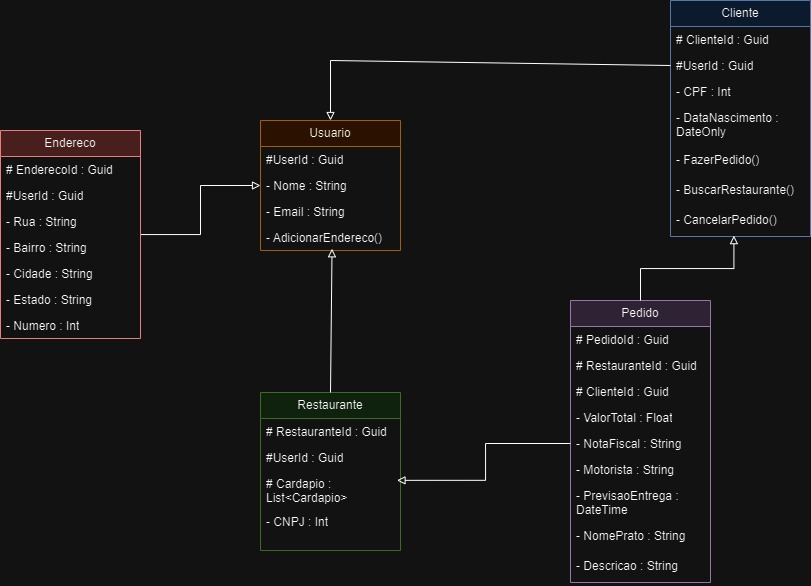 Cliente
# ClienteId : Guid
#UserId : Guid
- CPF : Int
- DataNascimento :
DateOnly
- FazerPedido()
- BuscarRestaurante()
- CancelarPedido()
Endereco
# EnderecoId : Guid
#UserId : Guid
- Rua : String
- Bairro : String
- Cidade : String
- Estado : String
- Numero : Int
Usuario
#UserId : Guid
- Nome : String
- Email : String
- AdicionarEndereco()
Restaurante
# RestauranteId : Guid
#UserId : Guid
# Cardapio :
List<Cardapio>
- CNPJ : Int
Pedido
# PedidoId : Guid
# RestauranteId : Guid
# ClienteId : Guid
- ValorTotal : Float
- NotaFiscal : String
- Motorista : String
- PrevisaoEntrega :
DateTime
- NomePrato : String
- Descricao : String